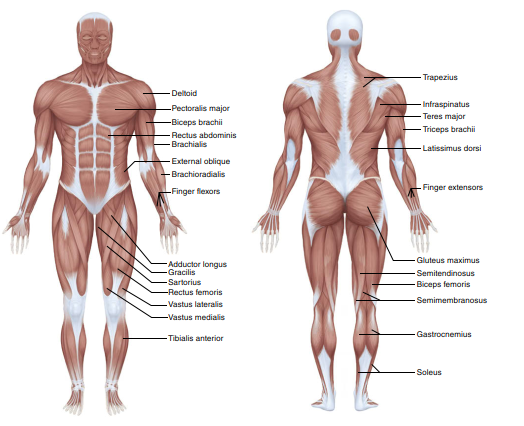 Deltoid
Pectoralis major
Biceps brachii
Rectus abdominis
Brachialis
External oblique
Brachioradialis
Finger flexors
Adductor longus
Gracilis
Sartorius
Rectus femoris
Vastus lateralis
Vastus medialis
Tibialis anterior
Trapezius
Infraspinatus
Teres major
Triceps brachii
Latissimus dorsi
Finger extensors
Gluteus maximus
Semitendinosus
Biceps femoris
Semimembranosus
Gastrocnemius
Soleus